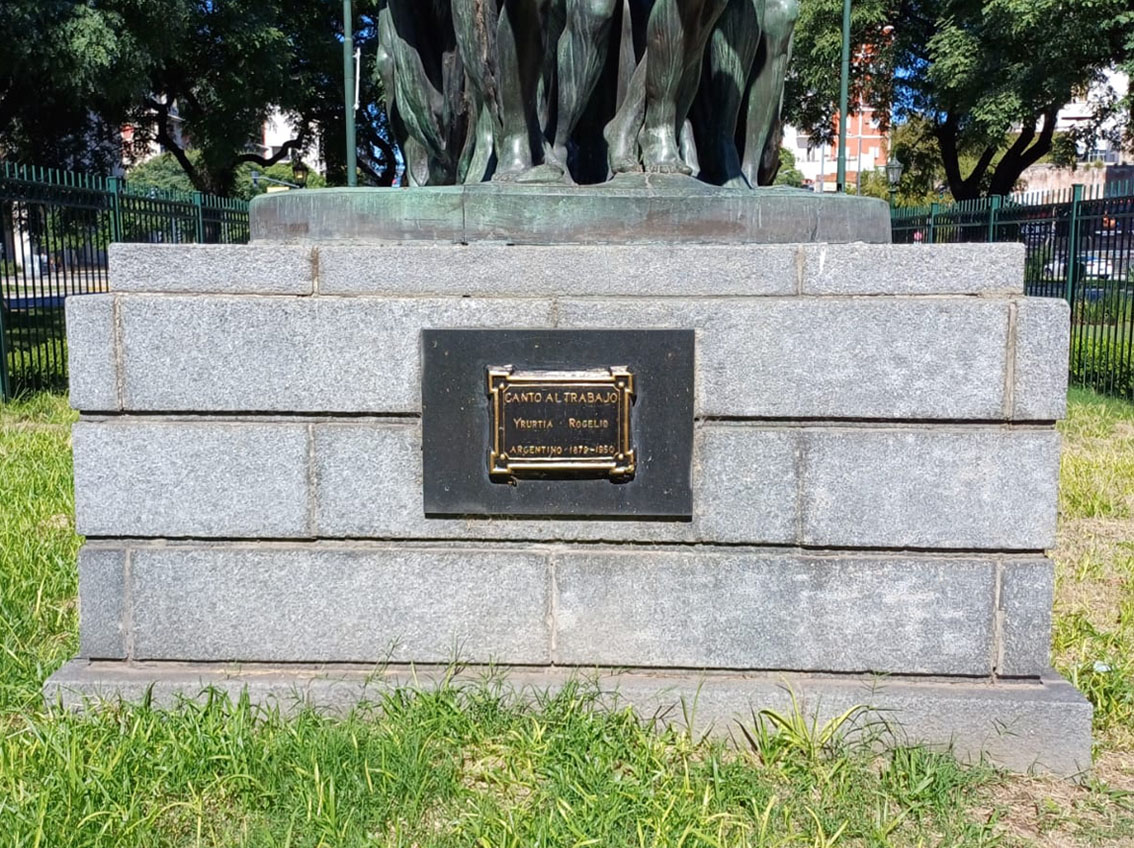 CANTO AL TRABAJO
YRURTIA · ROGELIO
ARGENTINO - 1879 - 1950